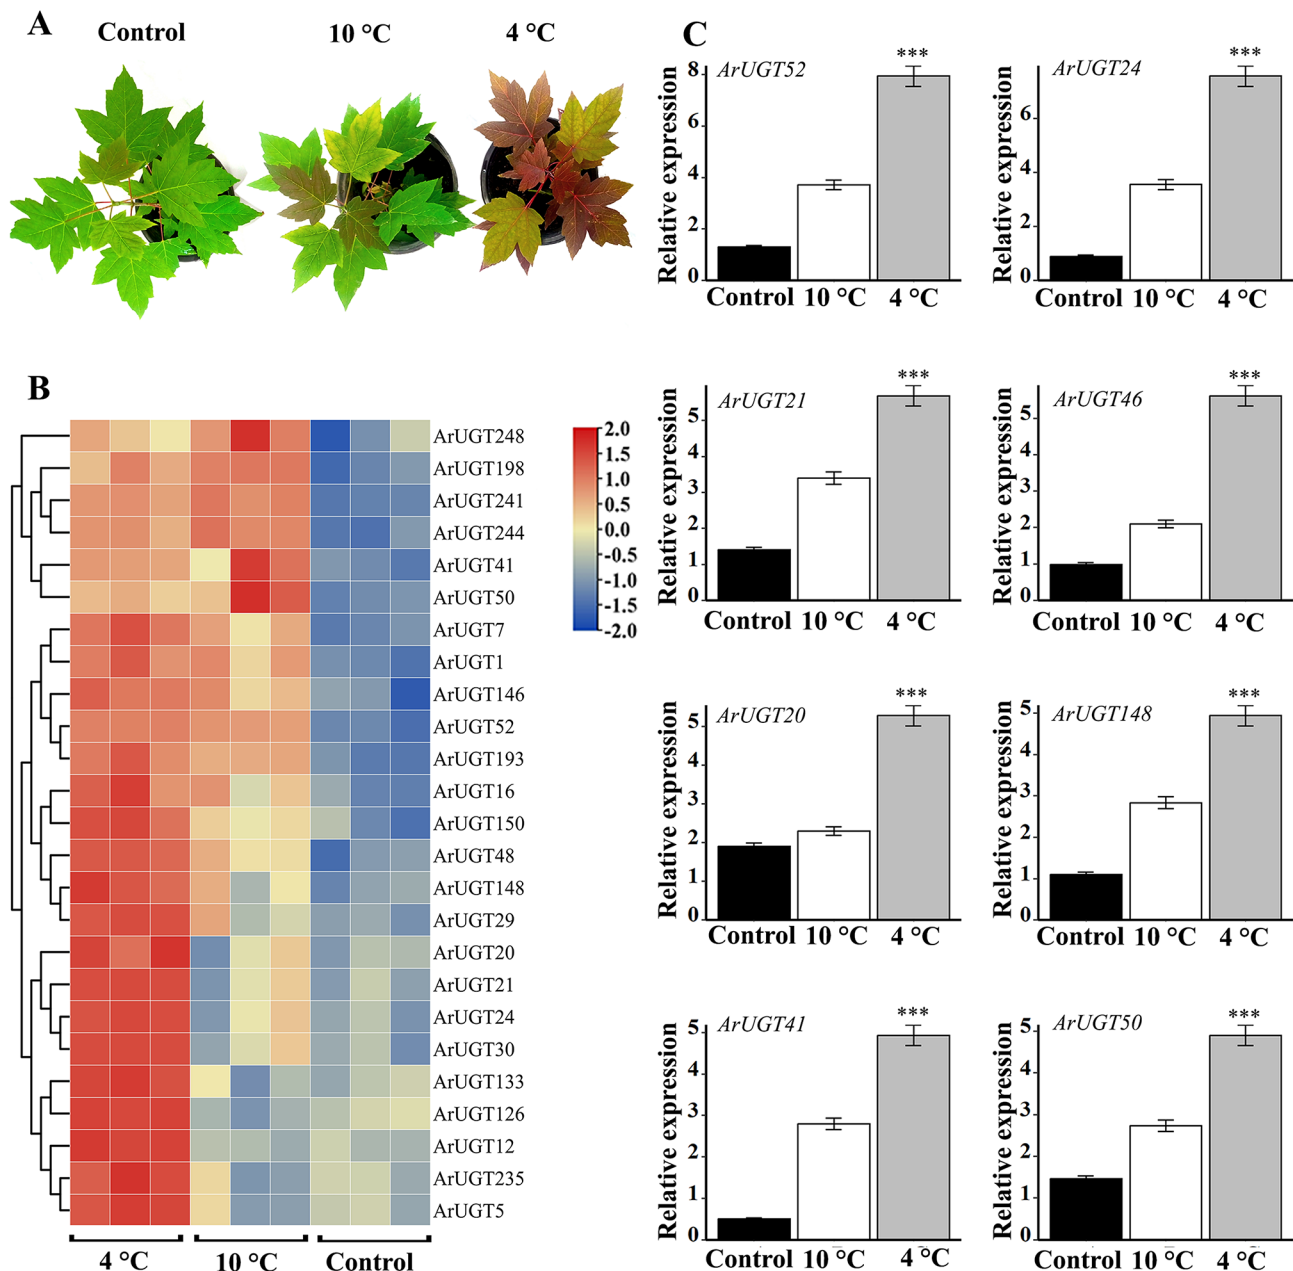 A
Control
10 °C
4 °C
B
ArUGT248
ArUGT198
ArUGT241
ArUGT244
ArUGT41
ArUGT50
ArUGT7
ArUGT1
ArUGT146
ArUGT52
ArUGT193
ArUGT16
ArUGT150
ArUGT48
ArUGT148
ArUGT29
ArUGT20
ArUGT21
ArUGT24
ArUGT30
ArUGT133
ArUGT126
ArUGT12
ArUGT235
ArUGT5
2.0
1.5
1.0
0.5
0.0
-0.5
-1.0
-1.5
-2.0
4 °C
10 °C
Control
C
ArUGT52
***
Relative expression
8
6
4
2
0
Control
10 °C
4 °C
ArUGT24
***
Relative expression
6
4
2
0
Control
10 °C
4 °C
ArUGT21
***
Relative expression
5
4
3
2
1
0
Control
10 °C
4 °C
ArUGT46
***
Relative expression
5
4
3
2
1
0
Control
10 °C
4 °C
ArUGT20
***
Relative expression
5
4
3
2
1
0
Control
10 °C
4 °C
ArUGT148
***
Relative expression
5
4
3
2
1
0
Control
10 °C
4 °C
ArUGT41
***
Relative expression
5
4
3
2
1
0
Control
10 °C
4 °C
ArUGT50
***
Relative expression
5
4
3
2
1
0
Control
10 °C
4 °C